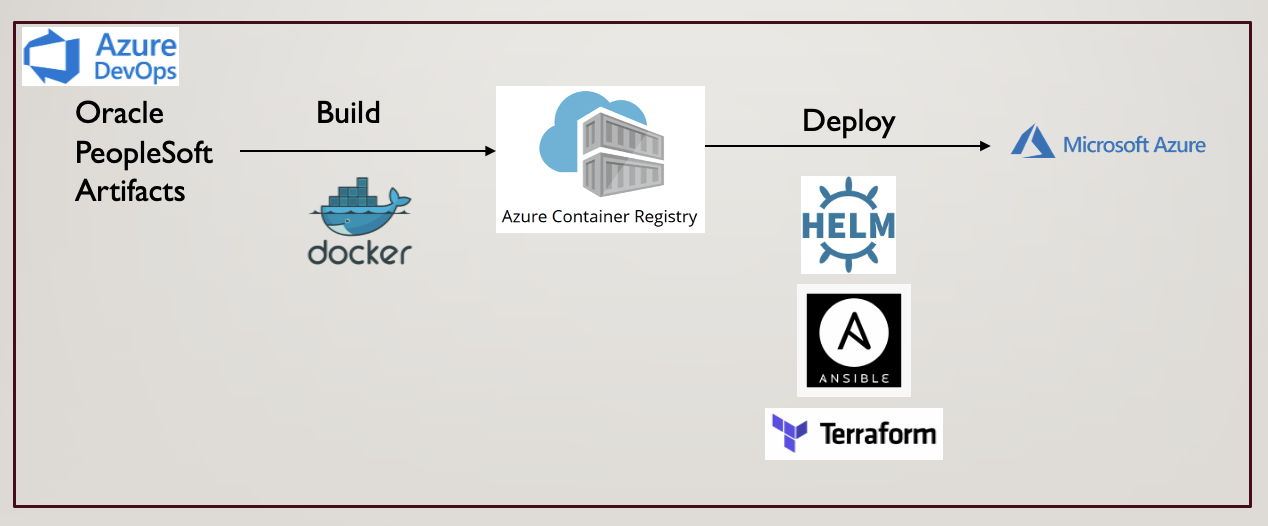 Azure
DevOps
Oracle
PeopleSoft
Artifacts
Build
docker
Azure Container Registry
Deploy
HELM
ANSIBLE
Terraform
Microsoft Azure